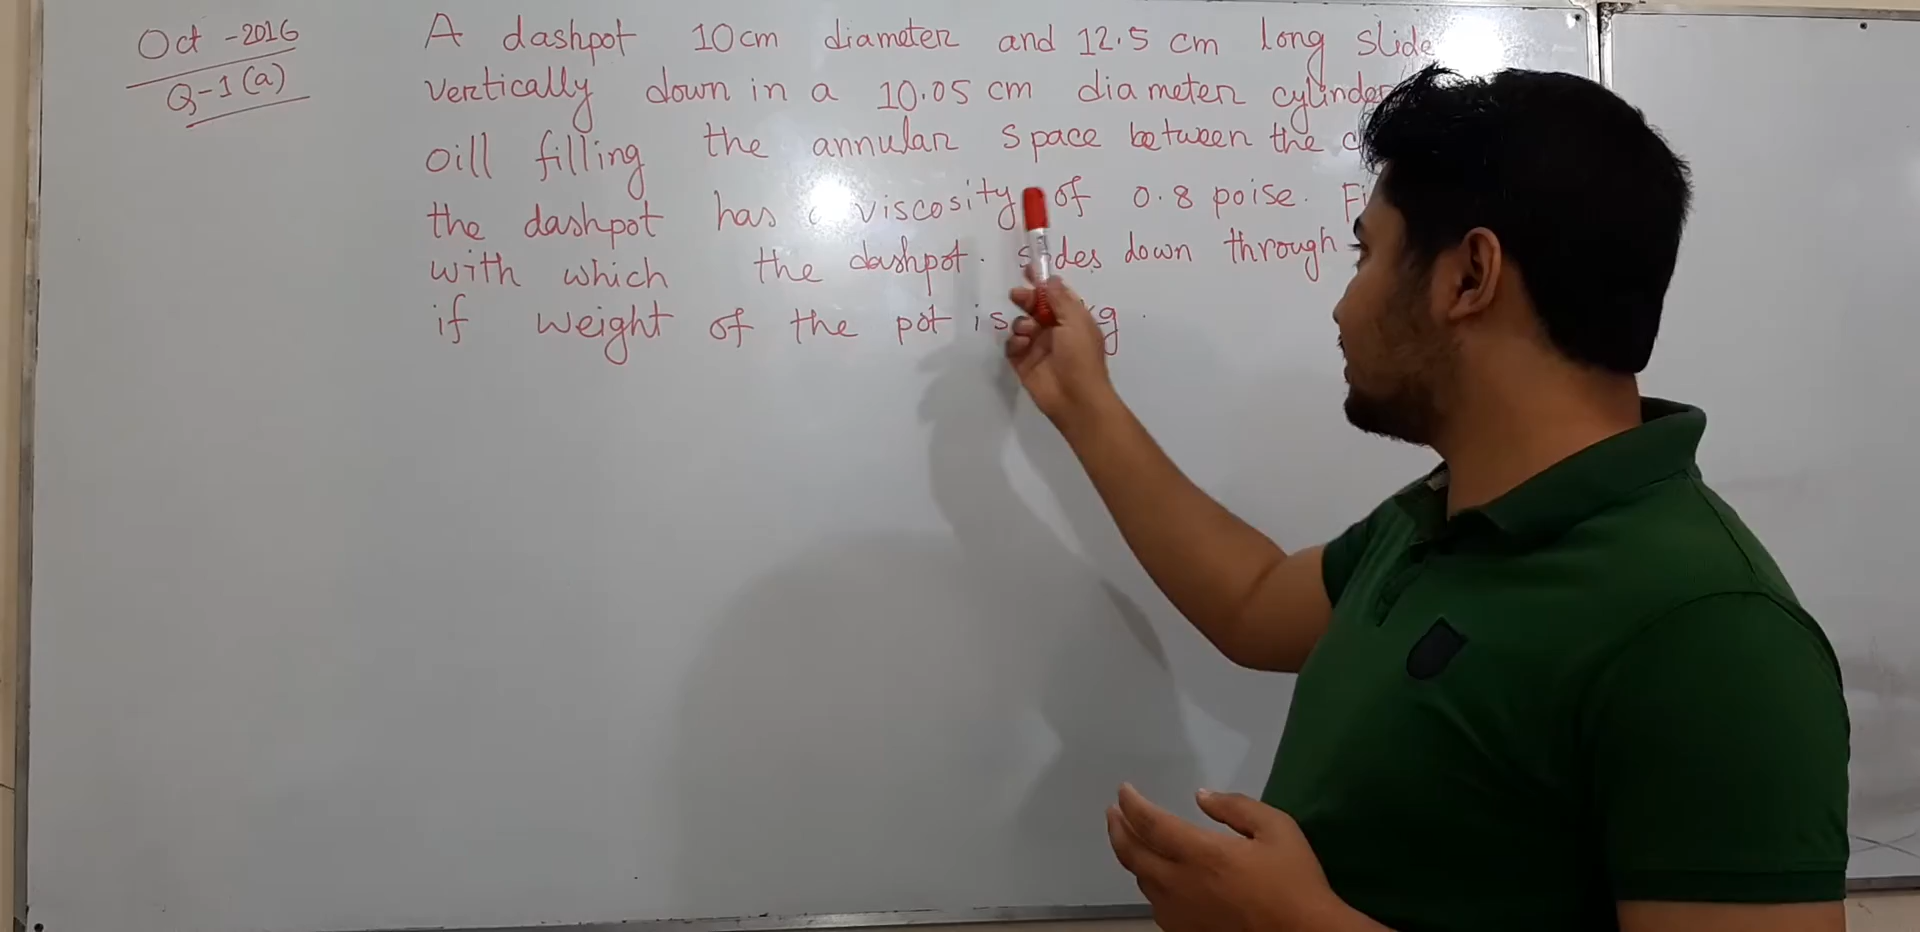 Oct -2016
Q-1(a)
A dashpot 10cm diameter and 12.5 cm long slide
vertically down in a 10.05 cm diameter cylinder
oill filling the annular space between the
the dashpot has viscosity of 0.8 poise.
with which the dashpot. slides down through
if weight of the pot is